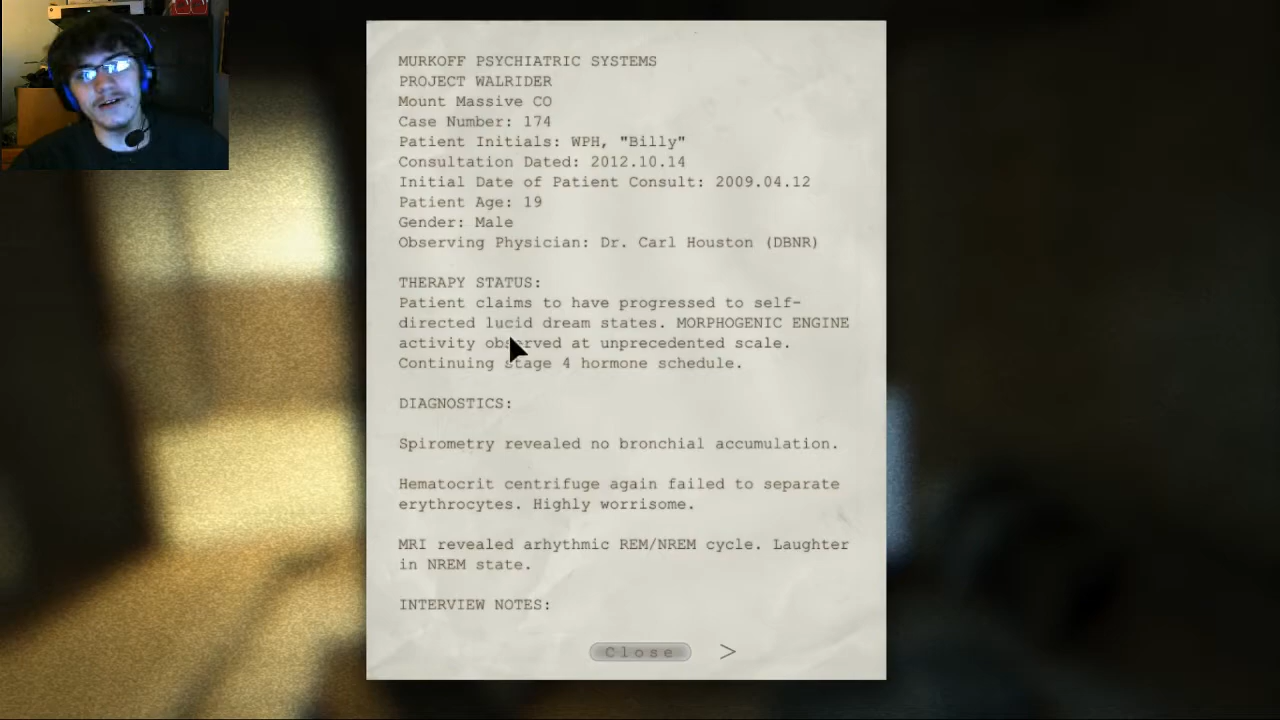 MURKOFF PSYCHIATRIC SYSTEMS
PROJECT WALRIDER
Mount Massive CO
Case Number: 174
Patient Initials: WPH, "Billy"
Consultation Dated: 2012.10.14
Initial Date of Patient Consult: 2009.04.12
Patient Age: 19
Gender: Male
Observing Physician: Dr. Carl Houston (DBNR)
THERAPY STATUS:
Patient claims to have progressed to self-
directed lucid dream states. MORPHOGENIC ENGINE
activity observed at unprecedented scale.
Continuing stage 4 hormone schedule.
DIAGNOSTICS:
Spirometry revealed no bronchial accumulation.
Hematocrit centrifuge again failed to separate
erythrocytes. Highly worrisome.
MRI revealed arhythmic REM/NREM cycle. Laughter
in NREM state.
INTERVIEW NOTES:
Close >